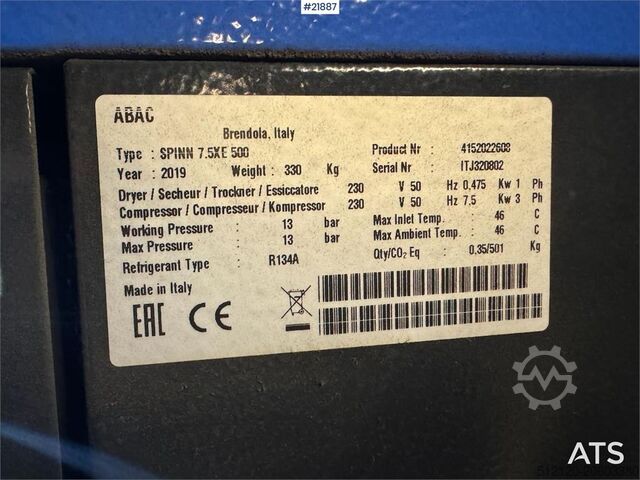 #21887
ABAC
Brendola, Italy
Type : SPINN 7.5XE 500 Product Nr : 4152022608
Year : 2019 Weight : 330 Kg Serial Nr : ITJ320802
Dryer / Secheur / Trockner / Essiccatore : 230 V 50 Hz 0,475 Kw 1 Ph
Compressor / Compresseur / Kompressor : 230 V 50 Hz 7,5 Kw 3 Ph
Working Pressure : 13 bar Max Inlet Temp. : 46 C
Max Pressure : 13 bar Max Ambient Temp. : 46 C
Refrigerant Type : R134A Qty/CO₂ Eq : 0,35/501 Kg
Made in Italy
EAC CE
ATS